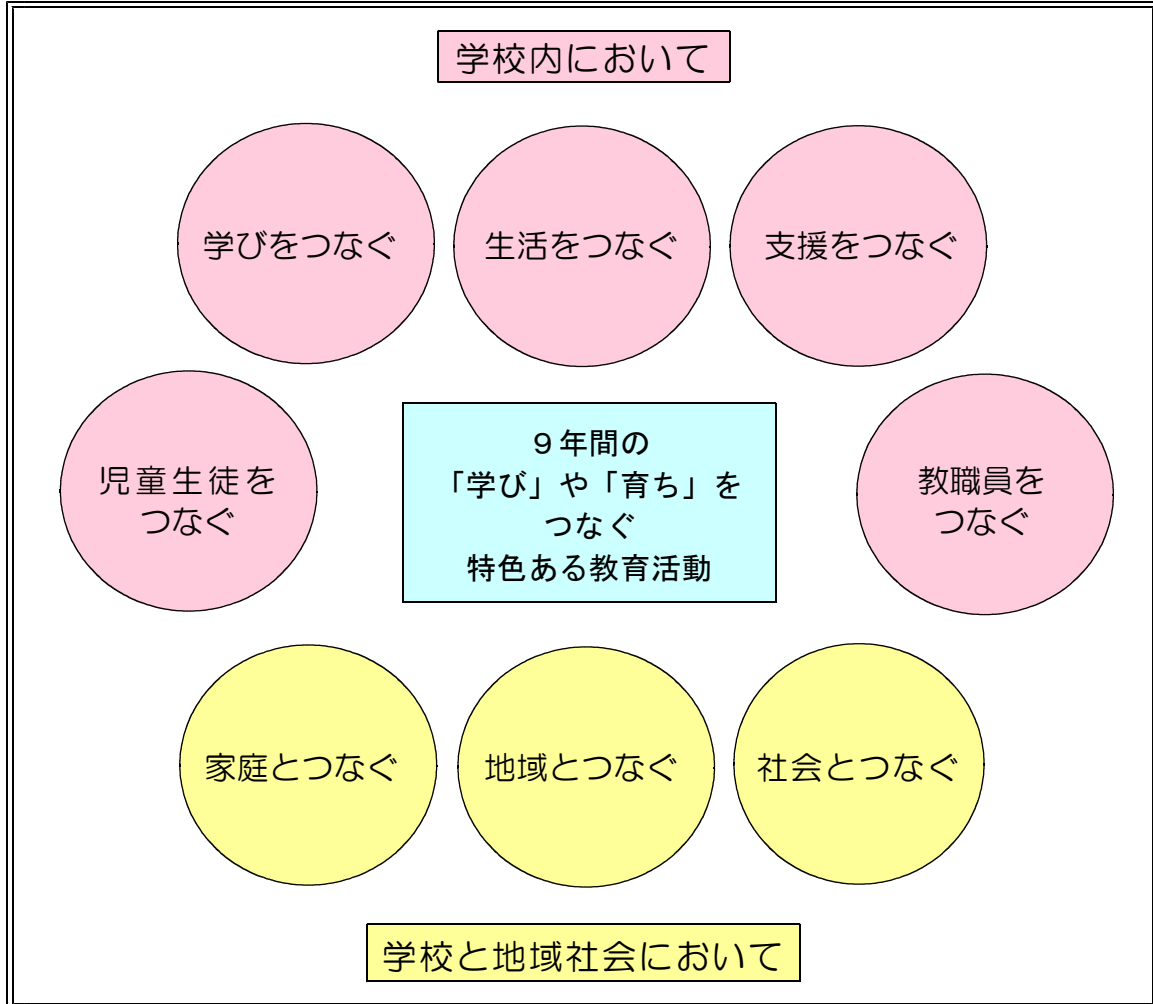 学校内において
学びをつなぐ
生活をつなぐ
支援をつなぐ
児童生徒を
つなぐ
９年間の
「学び」や「育ち」を
つなぐ
特色ある教育活動
教職員を
つなぐ
家庭とつなぐ
地域とつなぐ
社会とつなぐ
学校と地域社会において